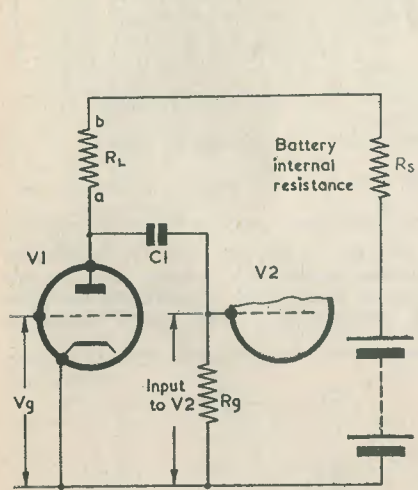 b
RL
a
Battery
internal
resistance
RS
V1
C1
V2
Vg
Input
to V2
Rg